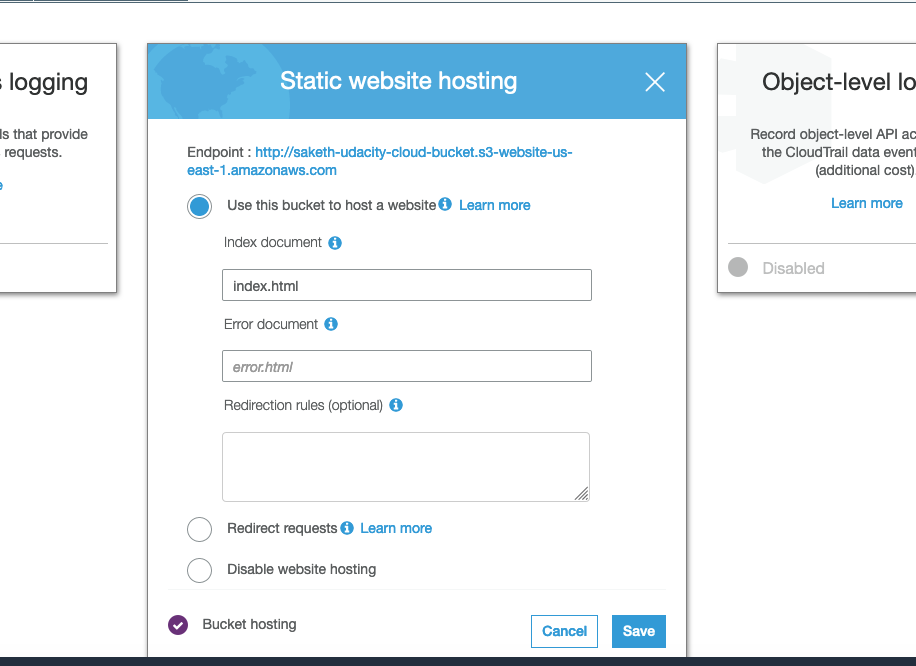 s logging
ls that provide
requests.
e
Static website hosting
Endpoint : http://saketh-udacity-cloud-bucket.s3-website-us-
east-1.amazonaws.com
Use this bucket to host a website Learn more
Index document
index.html
Error document
error.html
Redirection rules (optional)
Redirect requests Learn more
Disable website hosting
Bucket hosting
Cancel Save
Object-level lo
Record object-level API ac
the CloudTrail data event
(additional cost)
Learn more
Disabled